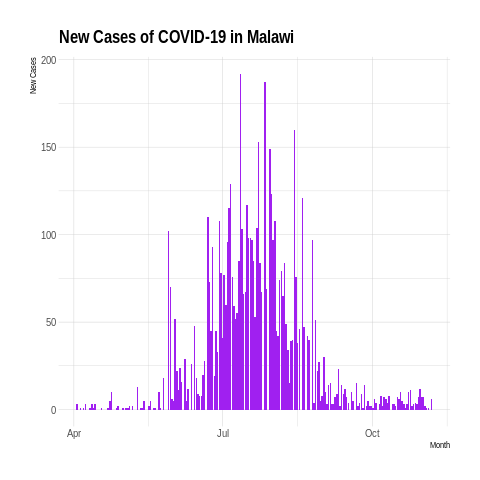 New Cases of COVID-19 in Malawi
New Cases
200
150
100
50
0
Apr
Jul
Oct
Month